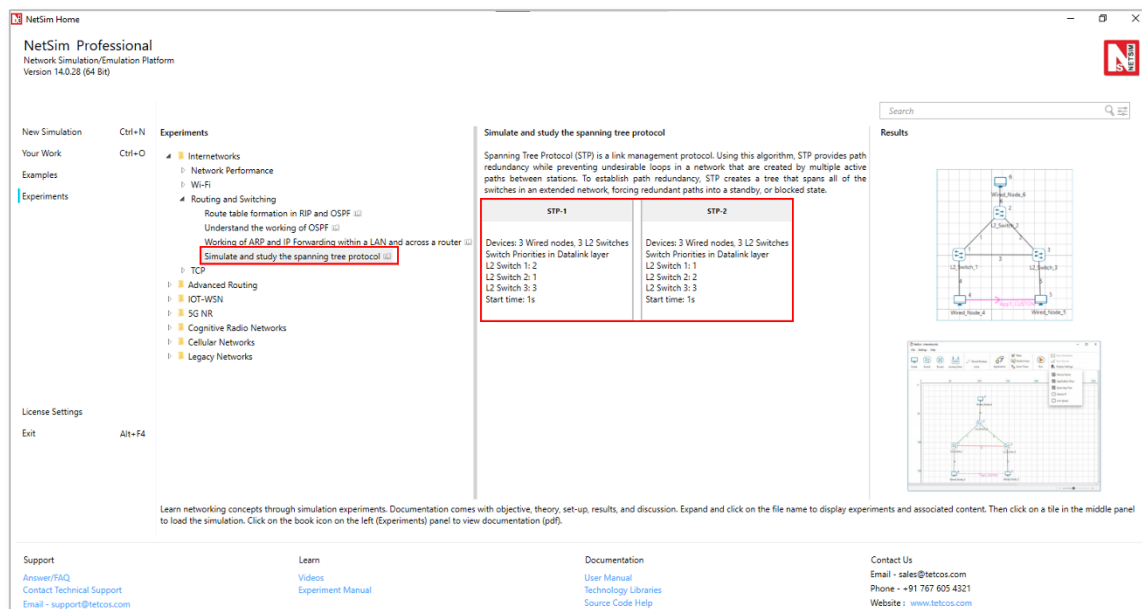 NetSim Home
NetSim Professional
Network Simulation/Emulation Platform
Version 14.0.28 (64 Bit)
NETSIM
Search
New Simulation Ctrl+N
Your Work Ctrl+O
Examples
Experiments
License Settings
Exit Alt+F4
Experiments
Internetworks
Network Performance
Wi-Fi
Routing and Switching
Route table formation in RIP and OSPF
Understand the working of OSPF
Working of ARP and IP Forwarding within a LAN and across a router
Simulate and study the spanning tree protocol
TCP
Advanced Routing
IOT-WSN
5G NR
Cognitive Radio Networks
Cellular Networks
Legacy Networks
Simulate and study the spanning tree protocol
Spanning Tree Protocol (STP) is a link management protocol. Using this algorithm, STP provides path
redundancy while preventing undesirable loops in a network that are created by multiple active
paths between stations. To establish path redundancy, STP creates a tree that spans all of the
switches in an extended network, forcing redundant paths into a standby, or blocked state.
STP-1
Devices: 3 Wired nodes, 3 L2 Switches
Switch Priorities in Datalink layer
L2 Switch 1: 2
L2 Switch 2: 1
L2 Switch 3: 3
Start time: 1s
STP-2
Devices: 3 Wired nodes, 3 L2 Switches
Switch Priorities in Datalink layer
L2 Switch 1: 1
L2 Switch 2: 2
L2 Switch 3: 3
Start time: 1s
Results
6
Wired_Node_6
2
L2_Switch_2
1
3
L2_Switch_1
3
L2_Switch_3
4
Wired_Node_4
5
Wired_Node_5
Learn networking concepts through simulation experiments. Documentation comes with objective, theory, set-up, results, and discussion. Expand and click on the file name to display experiments and associated content. Then click on a tile in the middle panel
to load the simulation. Click on the book icon on the left (Experiments) panel to view documentation (pdf).
Support
Answer/FAQ
Contact Technical Support
Email - support@tetcos.com
Learn
Videos
Experiment Manual
Documentation
User Manual
Technology Libraries
Source Code Help
Contact Us
Email - sales@tetcos.com
Phone - +91 767 605 4321
Website : www.tetcos.com